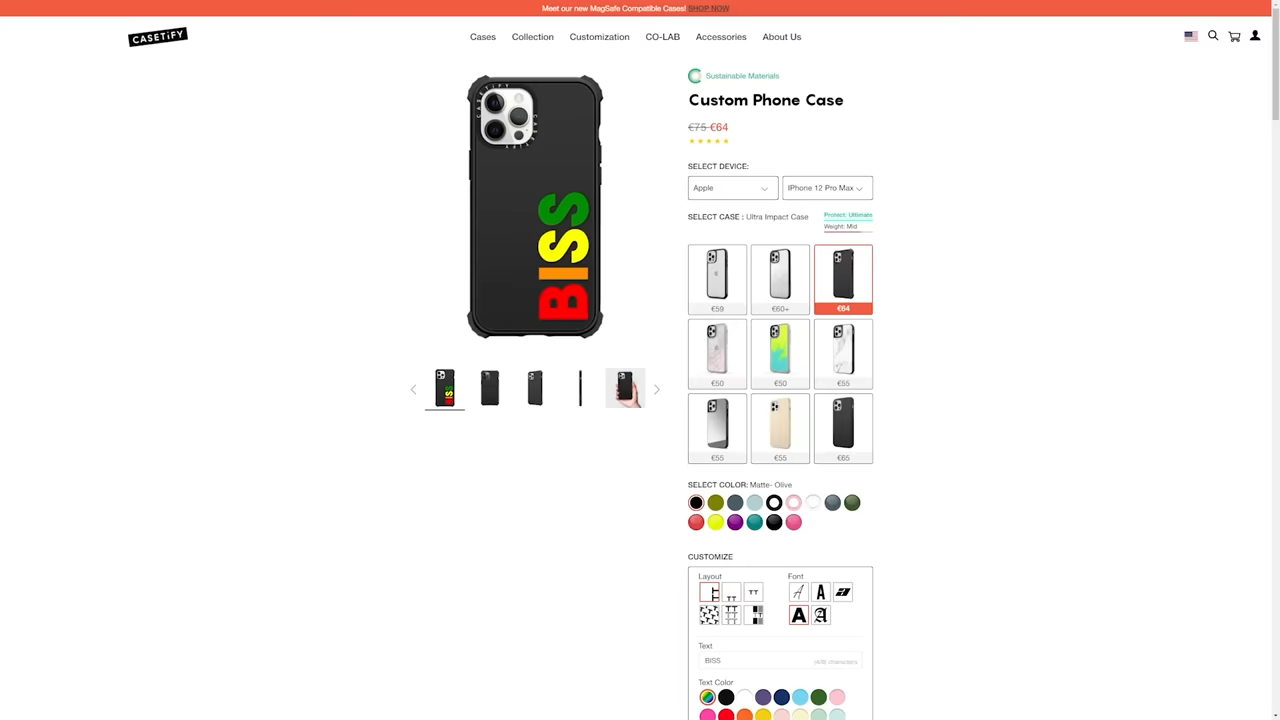 Meet our new MagSafe Compatible Cases! SHOP NOW
CASETiFY
Cases Collection Customization CO-LAB Accessories About Us
Sustainable Materials
Custom Phone Case
€75 €64
SELECT DEVICE:
Apple IPhone 12 Pro Max
SELECT CASE : Ultra Impact Case
Protect: Ultimate
Weight: Mid
€59 €60+ €64
€50 €50 €55
€55 €55 €65
SELECT COLOR: Matte- Olive
CUSTOMIZE
Layout Font
Text
BISS
Text Color
CASETIFY
BISS